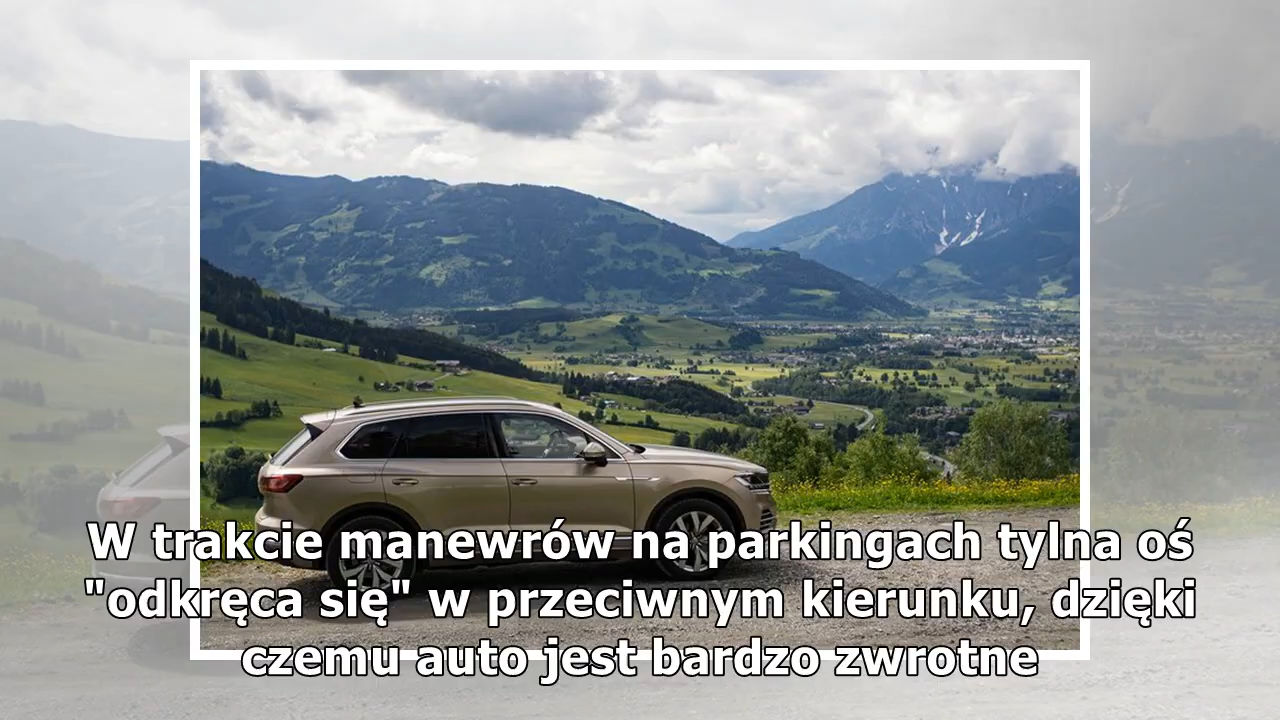 W trakcie manewrów na parkingach tylna oś
"odkręca się" w przeciwnym kierunku, dzięki
czemu auto jest bardzo zwrotne